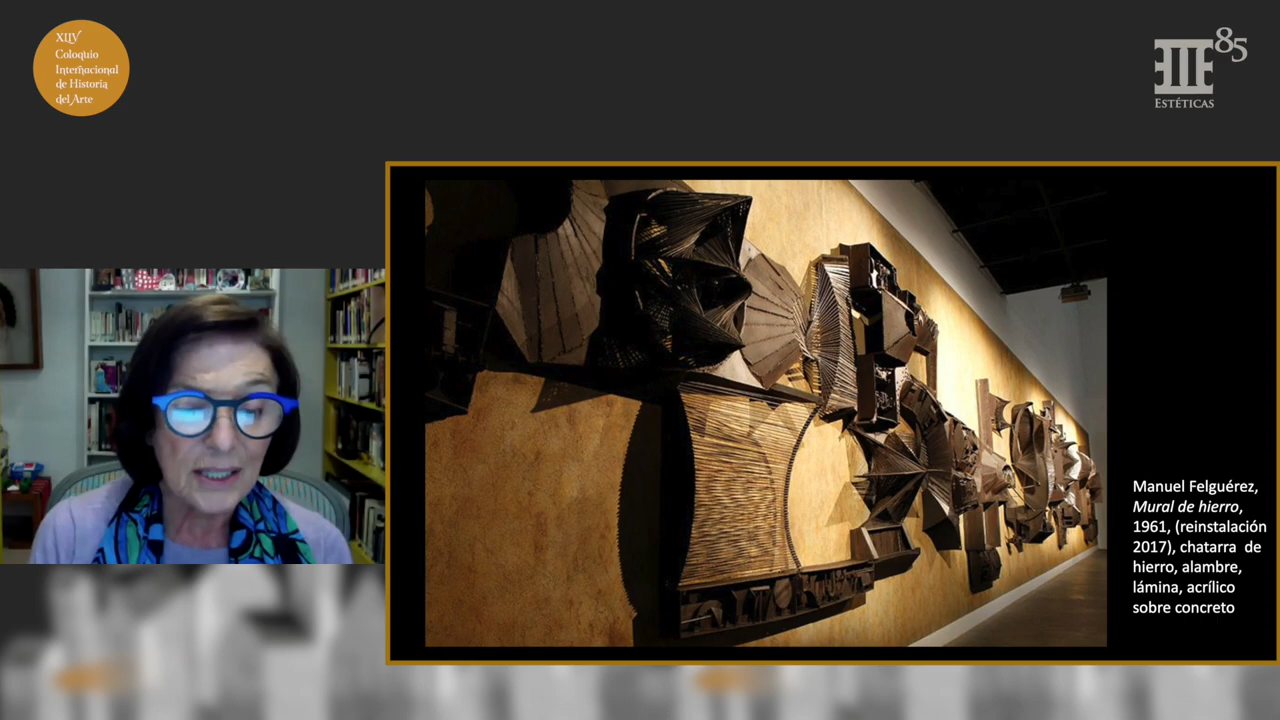 XLIV
Coloquio
Internacional
de Historia
del Arte
IIE 85
ESTÉTICAS
Manuel Felguérez,
Mural de hierro,
1961, (reinstalación
2017), chatarra de
hierro, alambre,
lámina, acrílico
sobre concreto